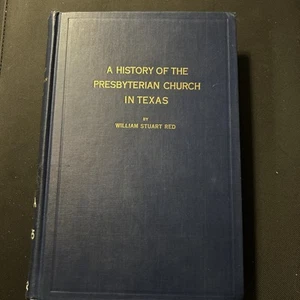 A HISTORY OF THE
PRESBYTERIAN CHURCH
IN TEXAS
BY
WILLIAM STUART RED